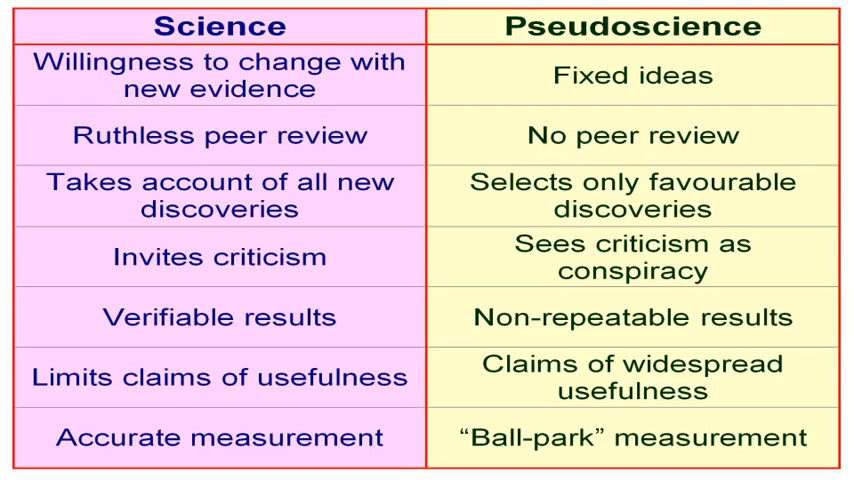 Science
Pseudoscience
Willingness to change with
new evidence
Fixed ideas
Ruthless peer review
No peer review
Takes account of all new
discoveries
Selects only favourable
discoveries
Invites criticism
Sees criticism as
conspiracy
Verifiable results
Non-repeatable results
Limits claims of usefulness
Claims of widespread
usefulness
Accurate measurement
“Ball-park” measurement